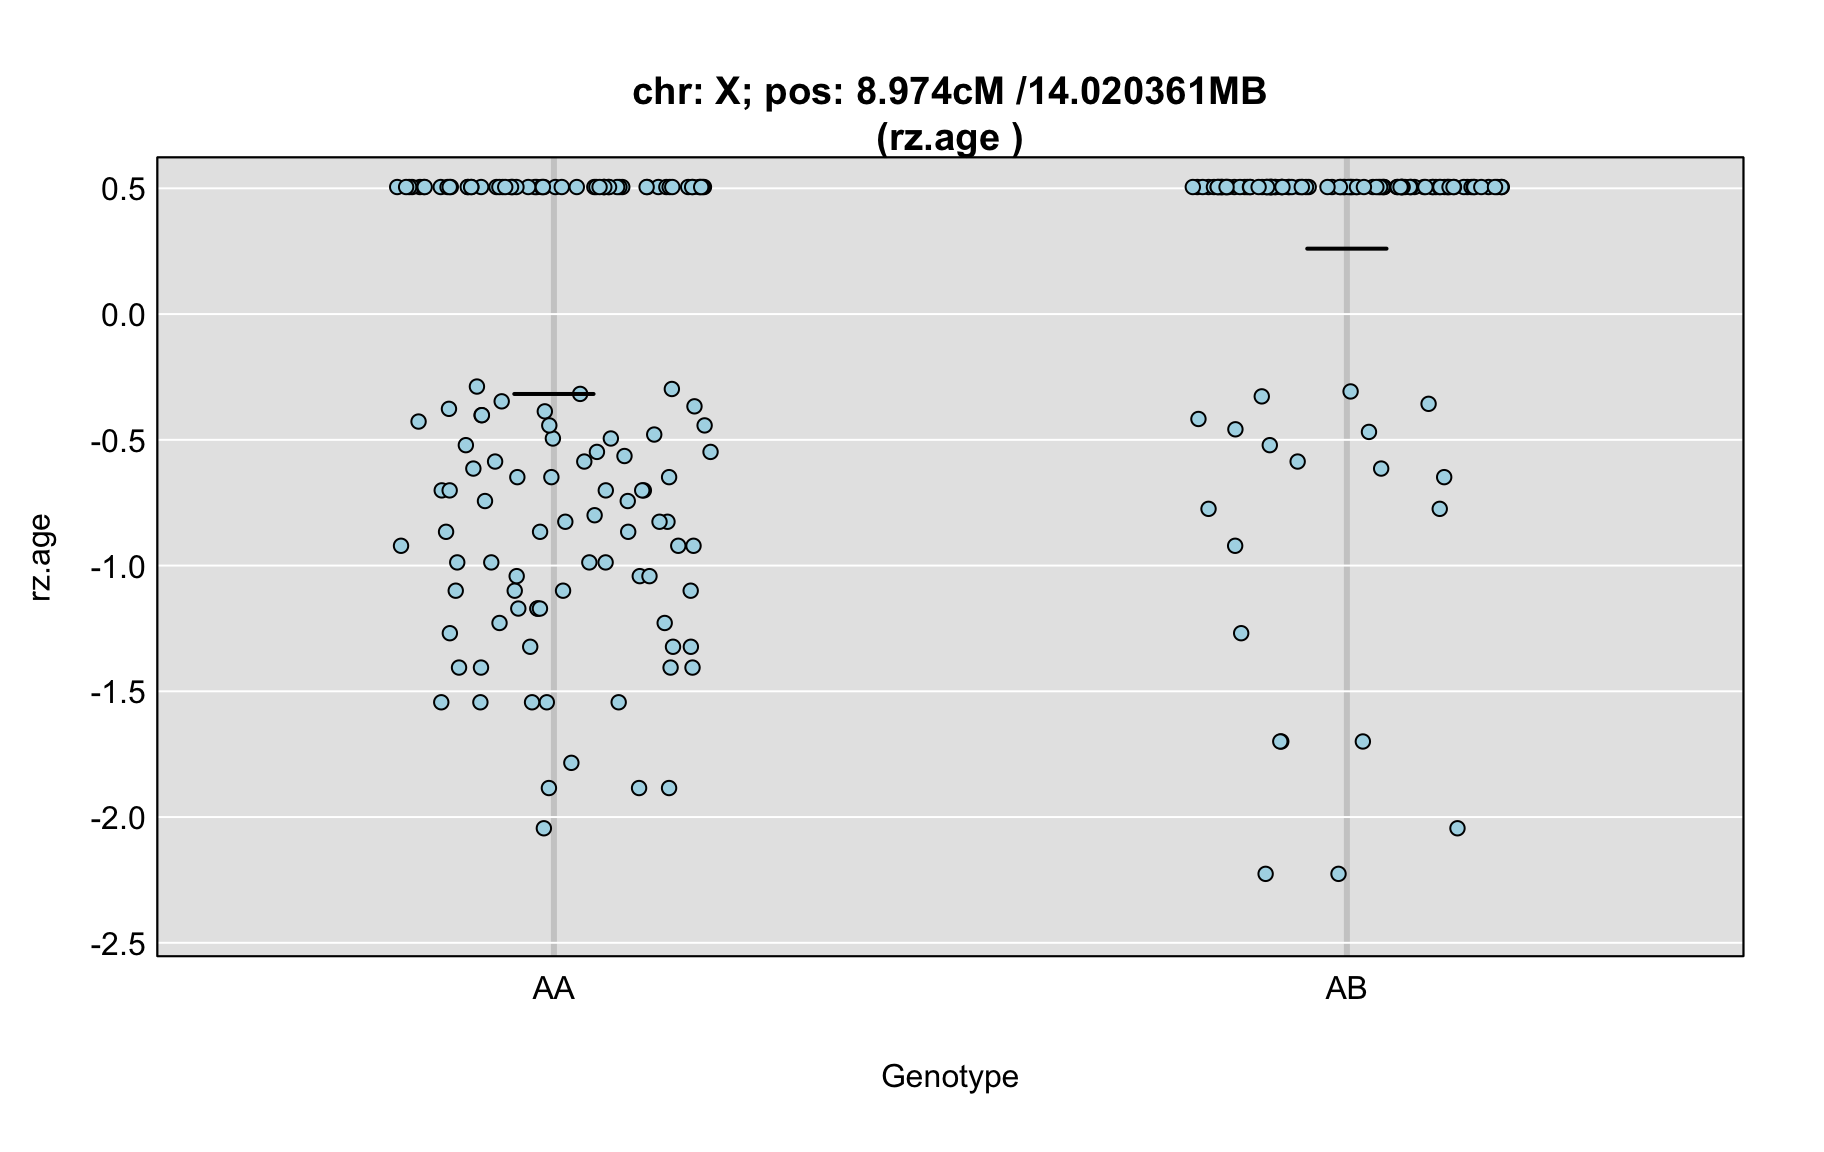 chr: X; pos: 8.974cM /14.020361MB
(rz.age )
0.5
0.0
-0.5
-1.0
-1.5
-2.0
-2.5
rz.age
AA
AB
Genotype